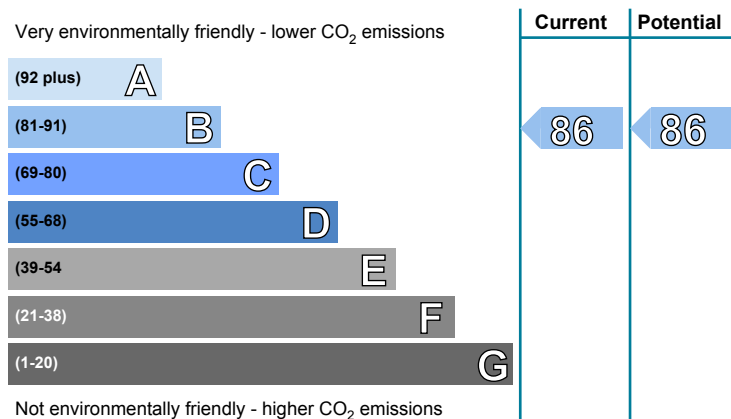 Very environmentally friendly - lower CO2 emissions
Current
Potential
(92 plus) A
(81-91) B
86
86
(69-80) C
(55-68) D
(39-54 E
(21-38) F
(1-20) G
Not environmentally friendly - higher CO2 emissions